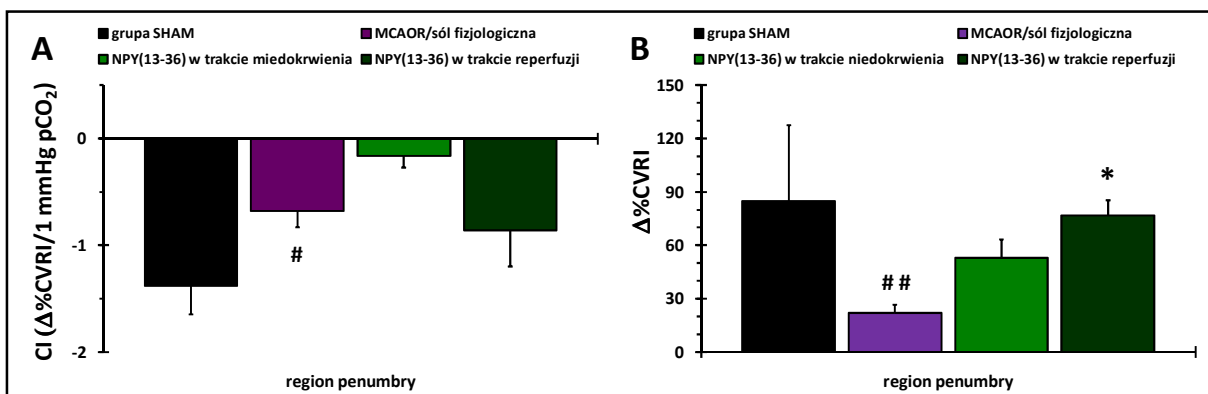 A
grupa SHAM
MCAOR/sól fizjologiczna
NPY(13-36) w trakcie miedokrwienia
NPY(13-36) w trakcie reperfuzji
CI (Δ%CVRI/1 mmHg pCO₂)
0
-1
-2
#
region penumbry
B
grupa SHAM
MCAOR/sól fizjologiczna
NPY(13-36) w trakcie niedokrwienia
NPY(13-36) w trakcie reperfuzji
Δ%CVRI
150
120
90
60
30
0
# #
*
region penumbry